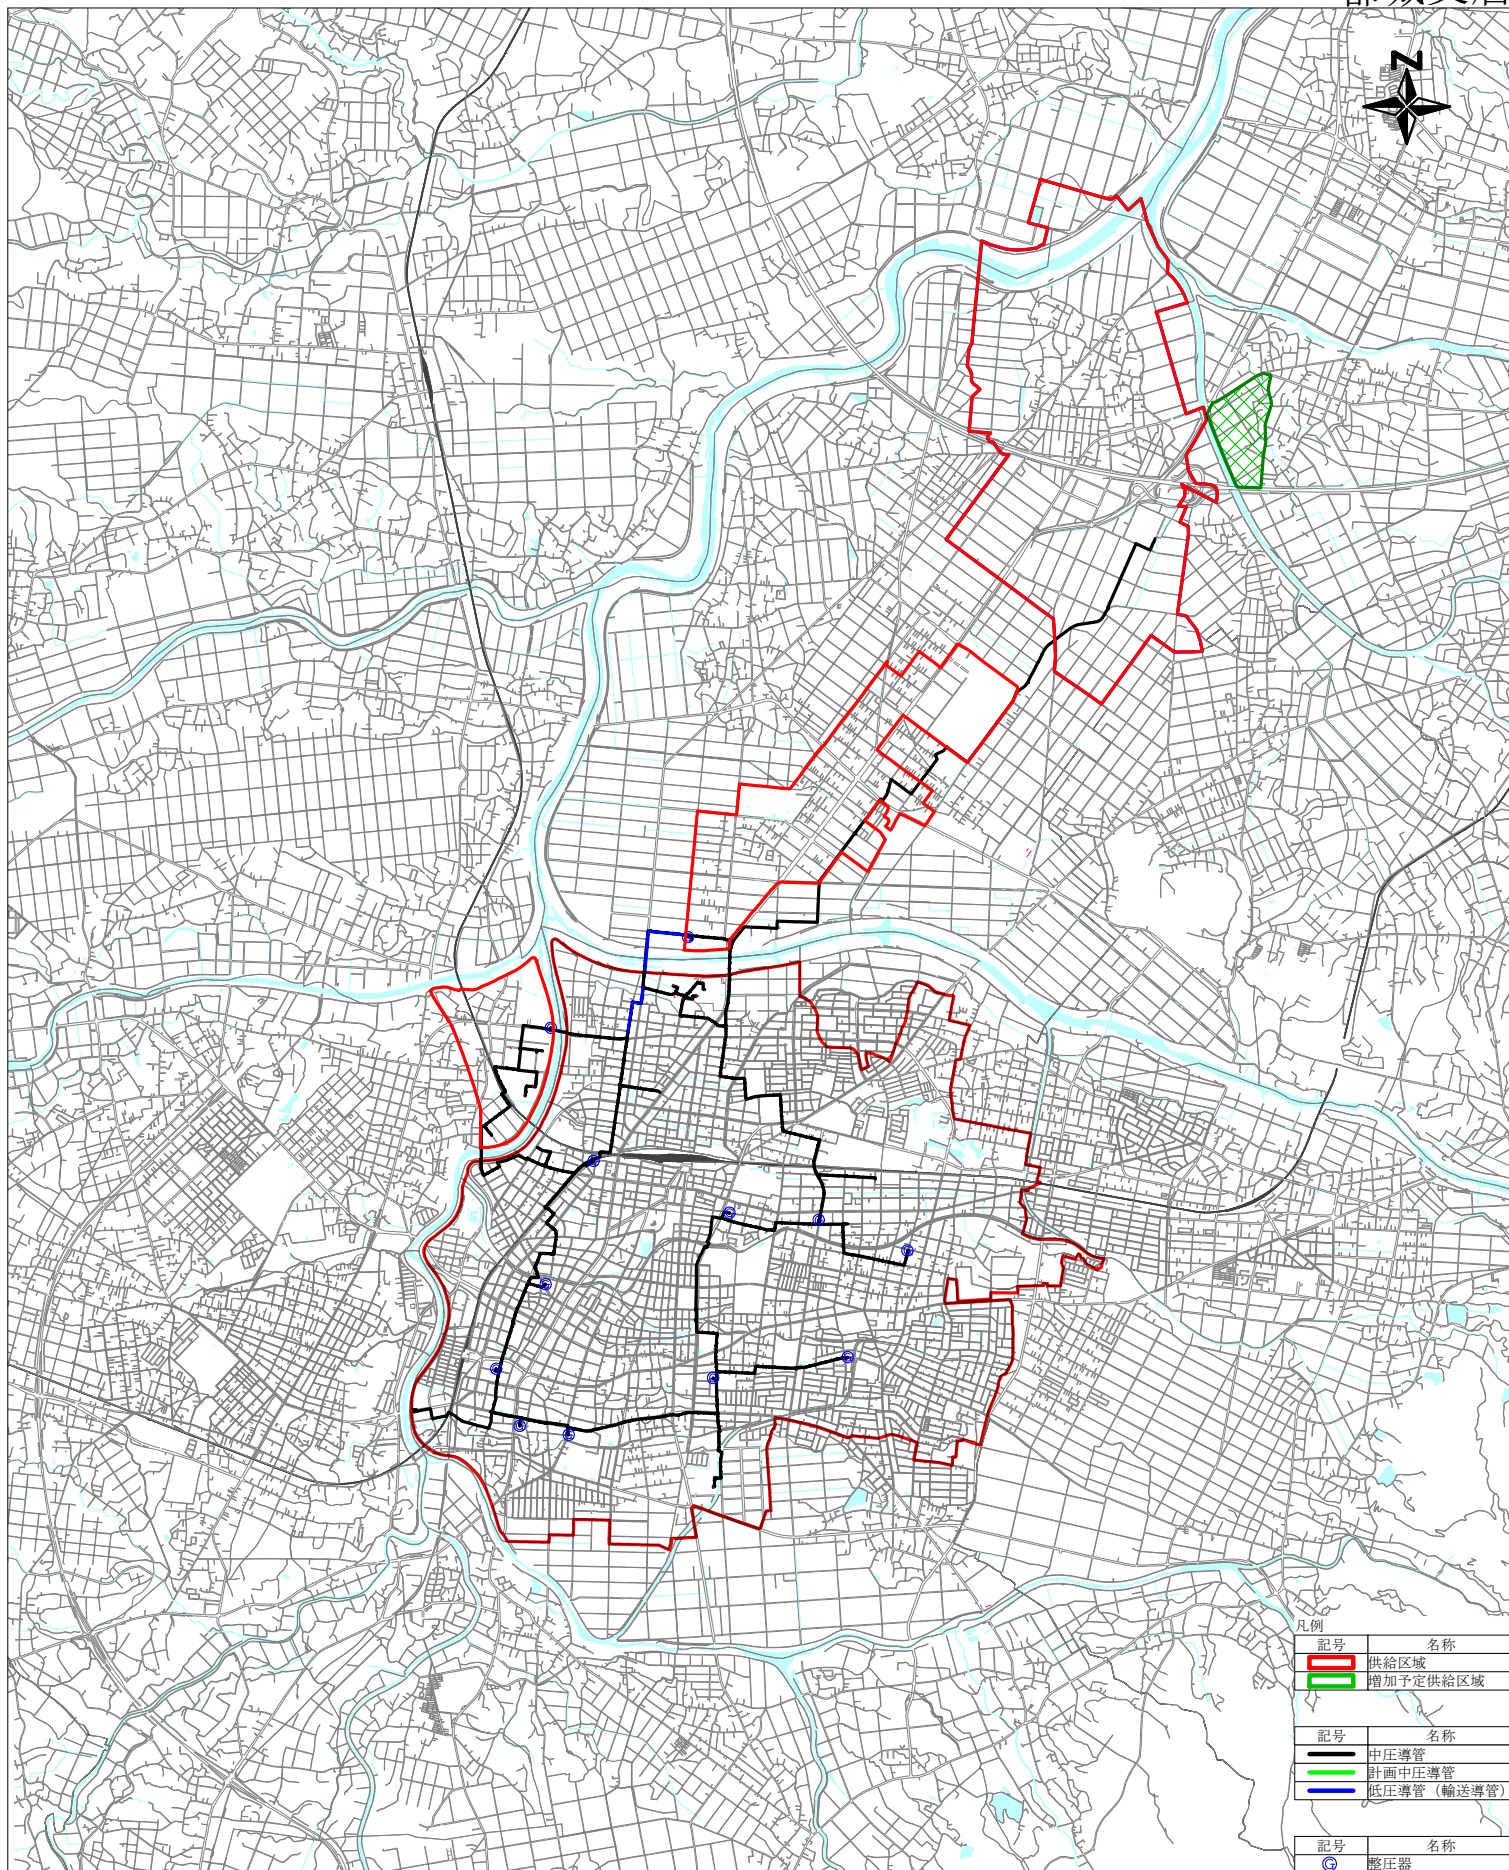 N
凡例
記号 名称
供給区域
増加予定供給区域
記号 名称
中圧導管
計画中圧導管
低圧導管（輸送導管）
記号 名称
G 整圧器